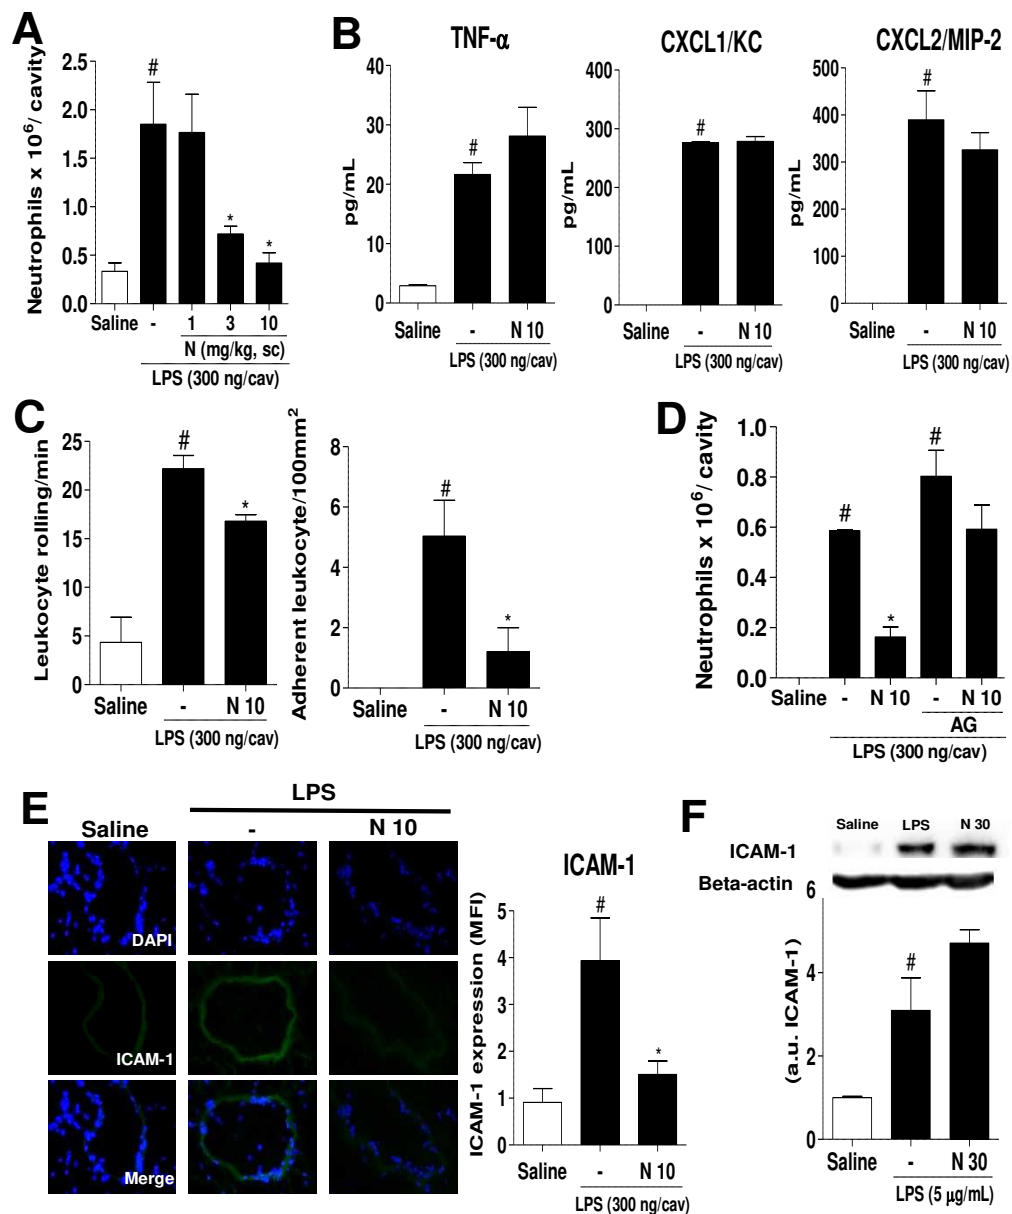 A
Neutrophils x 10⁶/ cavity
2.5
2.0
1.5
1.0
0.5
0.0
#
*
*
Saline - 1 3 10
N (mg/kg, sc)
LPS (300 ng/cav)
B
TNF-α
pg/mL
40
30
20
10
0
#
Saline - N 10
LPS (300 ng/cav)
CXCL1/KC
pg/mL
400
300
200
100
0
#
Saline - N 10
LPS (300 ng/cav)
CXCL2/MIP-2
pg/mL
500
400
300
200
100
0
#
Saline - N 10
LPS (300 ng/cav)
C
Leukocyte rolling/min
25
20
15
10
5
0
#
*
Saline - N 10
LPS (300 ng/cav)
Adherent leukocyte/100mm²
8
6
4
2
0
#
*
Saline - N 10
LPS (300 ng/cav)
D
Neutrophils x 10⁶/ cavity
1.0
0.8
0.6
0.4
0.2
0.0
#
*
#
Saline - N 10 - N 10
AG
LPS (300 ng/cav)
E
LPS
Saline - N 10
DAPI
ICAM-1
Merge
ICAM-1
ICAM-1 expression (MFI)
5
4
3
2
1
0
#
*
Saline - N 10
LPS (300 ng/cav)
F
Saline LPS N 30
ICAM-1
Beta-actin
(a.u. ICAM-1)
6
4
2
0
#
Saline - N 30
LPS (5 µg/mL)